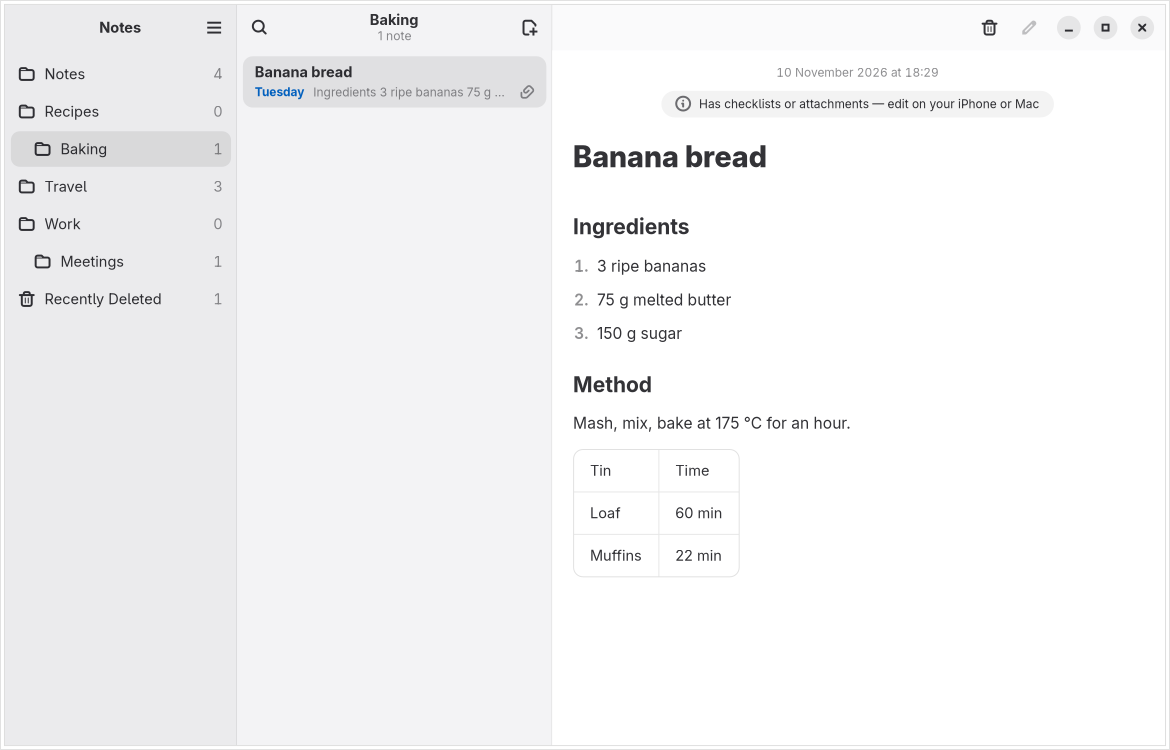 Notes
Notes 4
Recipes 0
Baking 1
Travel 3
Work 0
Meetings 1
Recently Deleted 1
Baking
1 note
Banana bread
Tuesday Ingredients 3 ripe bananas 75 g ...
10 November 2026 at 18:29
Has checklists or attachments — edit on your iPhone or Mac
Banana bread
Ingredients
1. 3 ripe bananas
2. 75 g melted butter
3. 150 g sugar
Method
Mash, mix, bake at 175 °C for an hour.
Tin Time
Loaf 60 min
Muffins 22 min